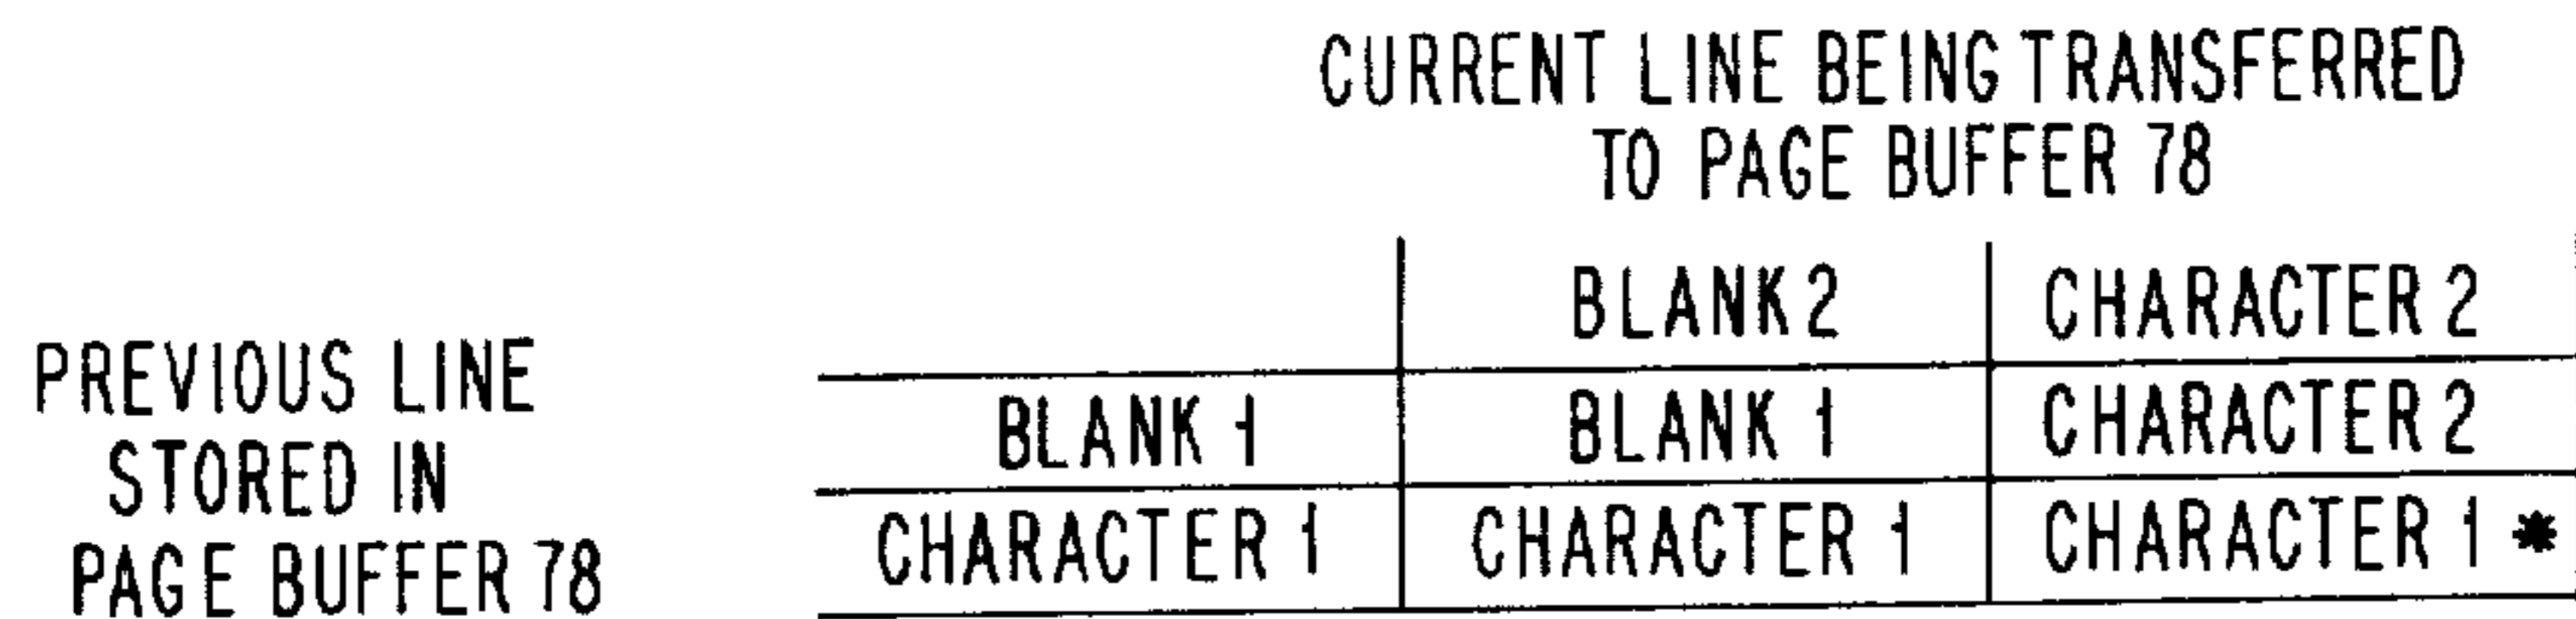 CURRENT LINE BEING TRANSFERRED
TO PAGE BUFFER 78
BLANK 2 CHARACTER 2
PREVIOUS LINE
STORED IN
PAGE BUFFER 78
BLANK 1 BLANK 1 CHARACTER 2
CHARACTER 1 CHARACTER 1 CHARACTER 1 *